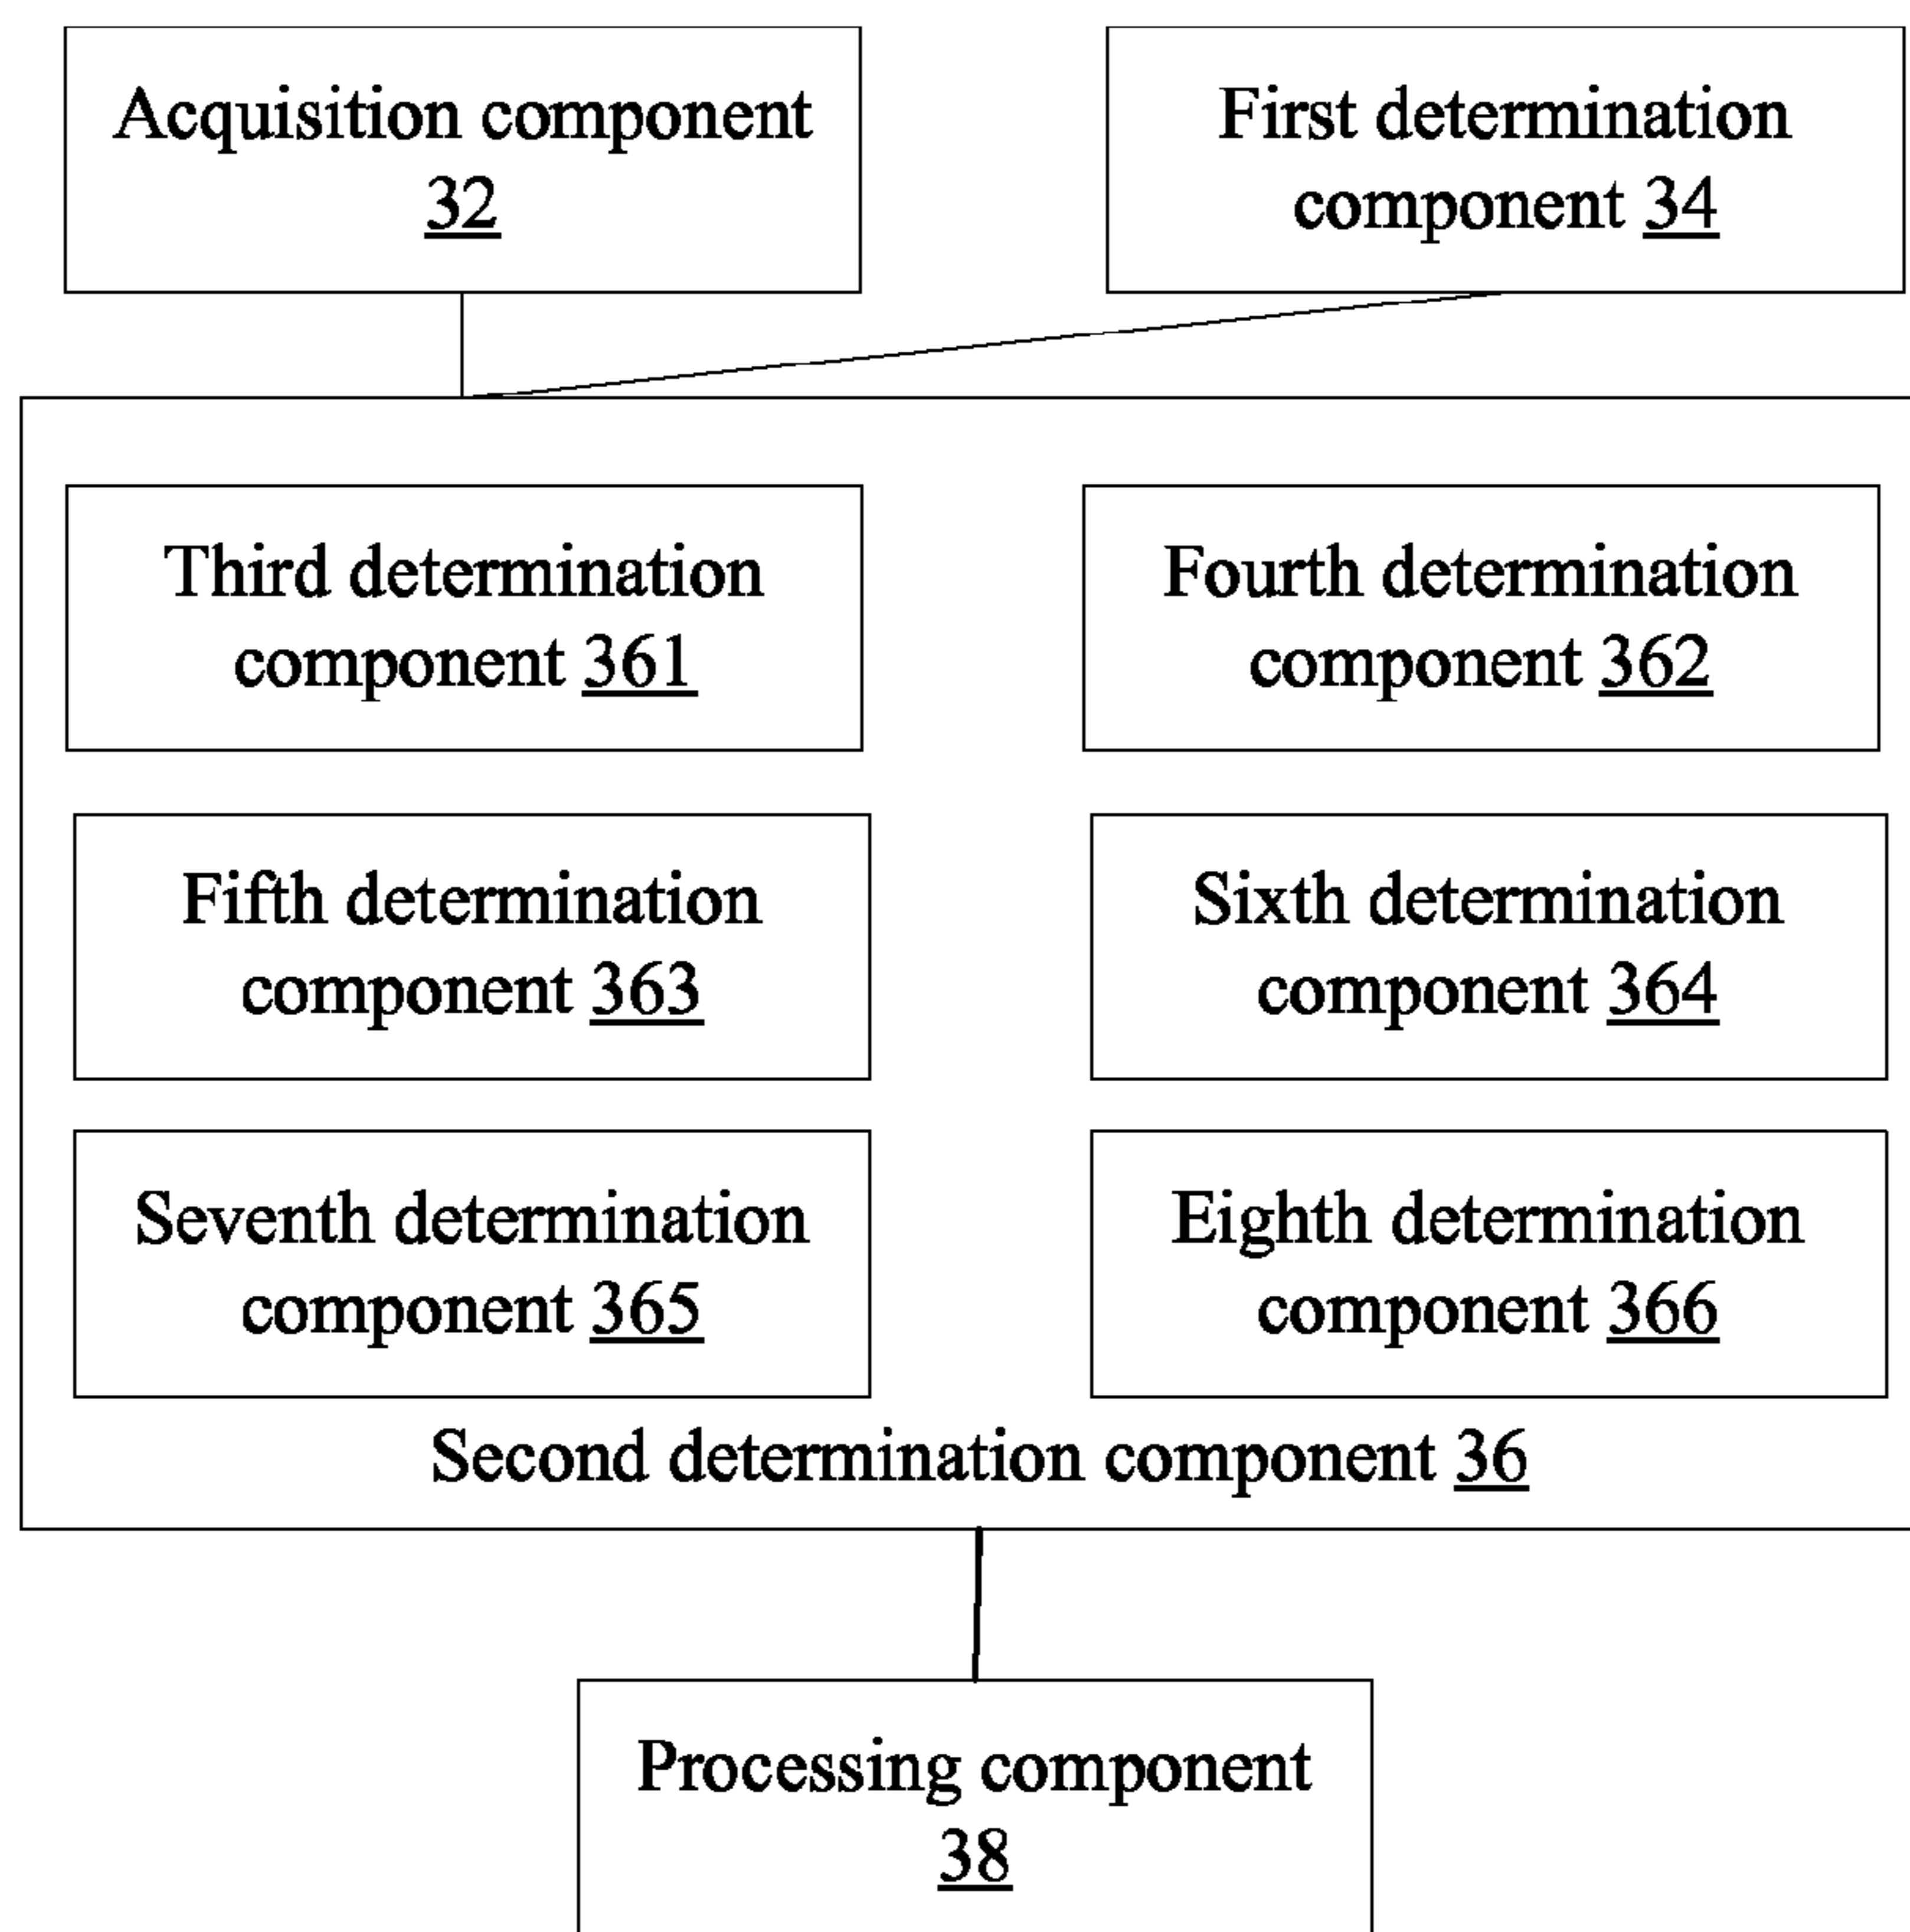 Acquisition component
32
First determination
component 34
Third determination
component 361
Fourth determination
component 362
Fifth determination
component 363
Sixth determination
component 364
Seventh determination
component 365
Eighth determination
component 366
Second determination component 36
Processing component
38